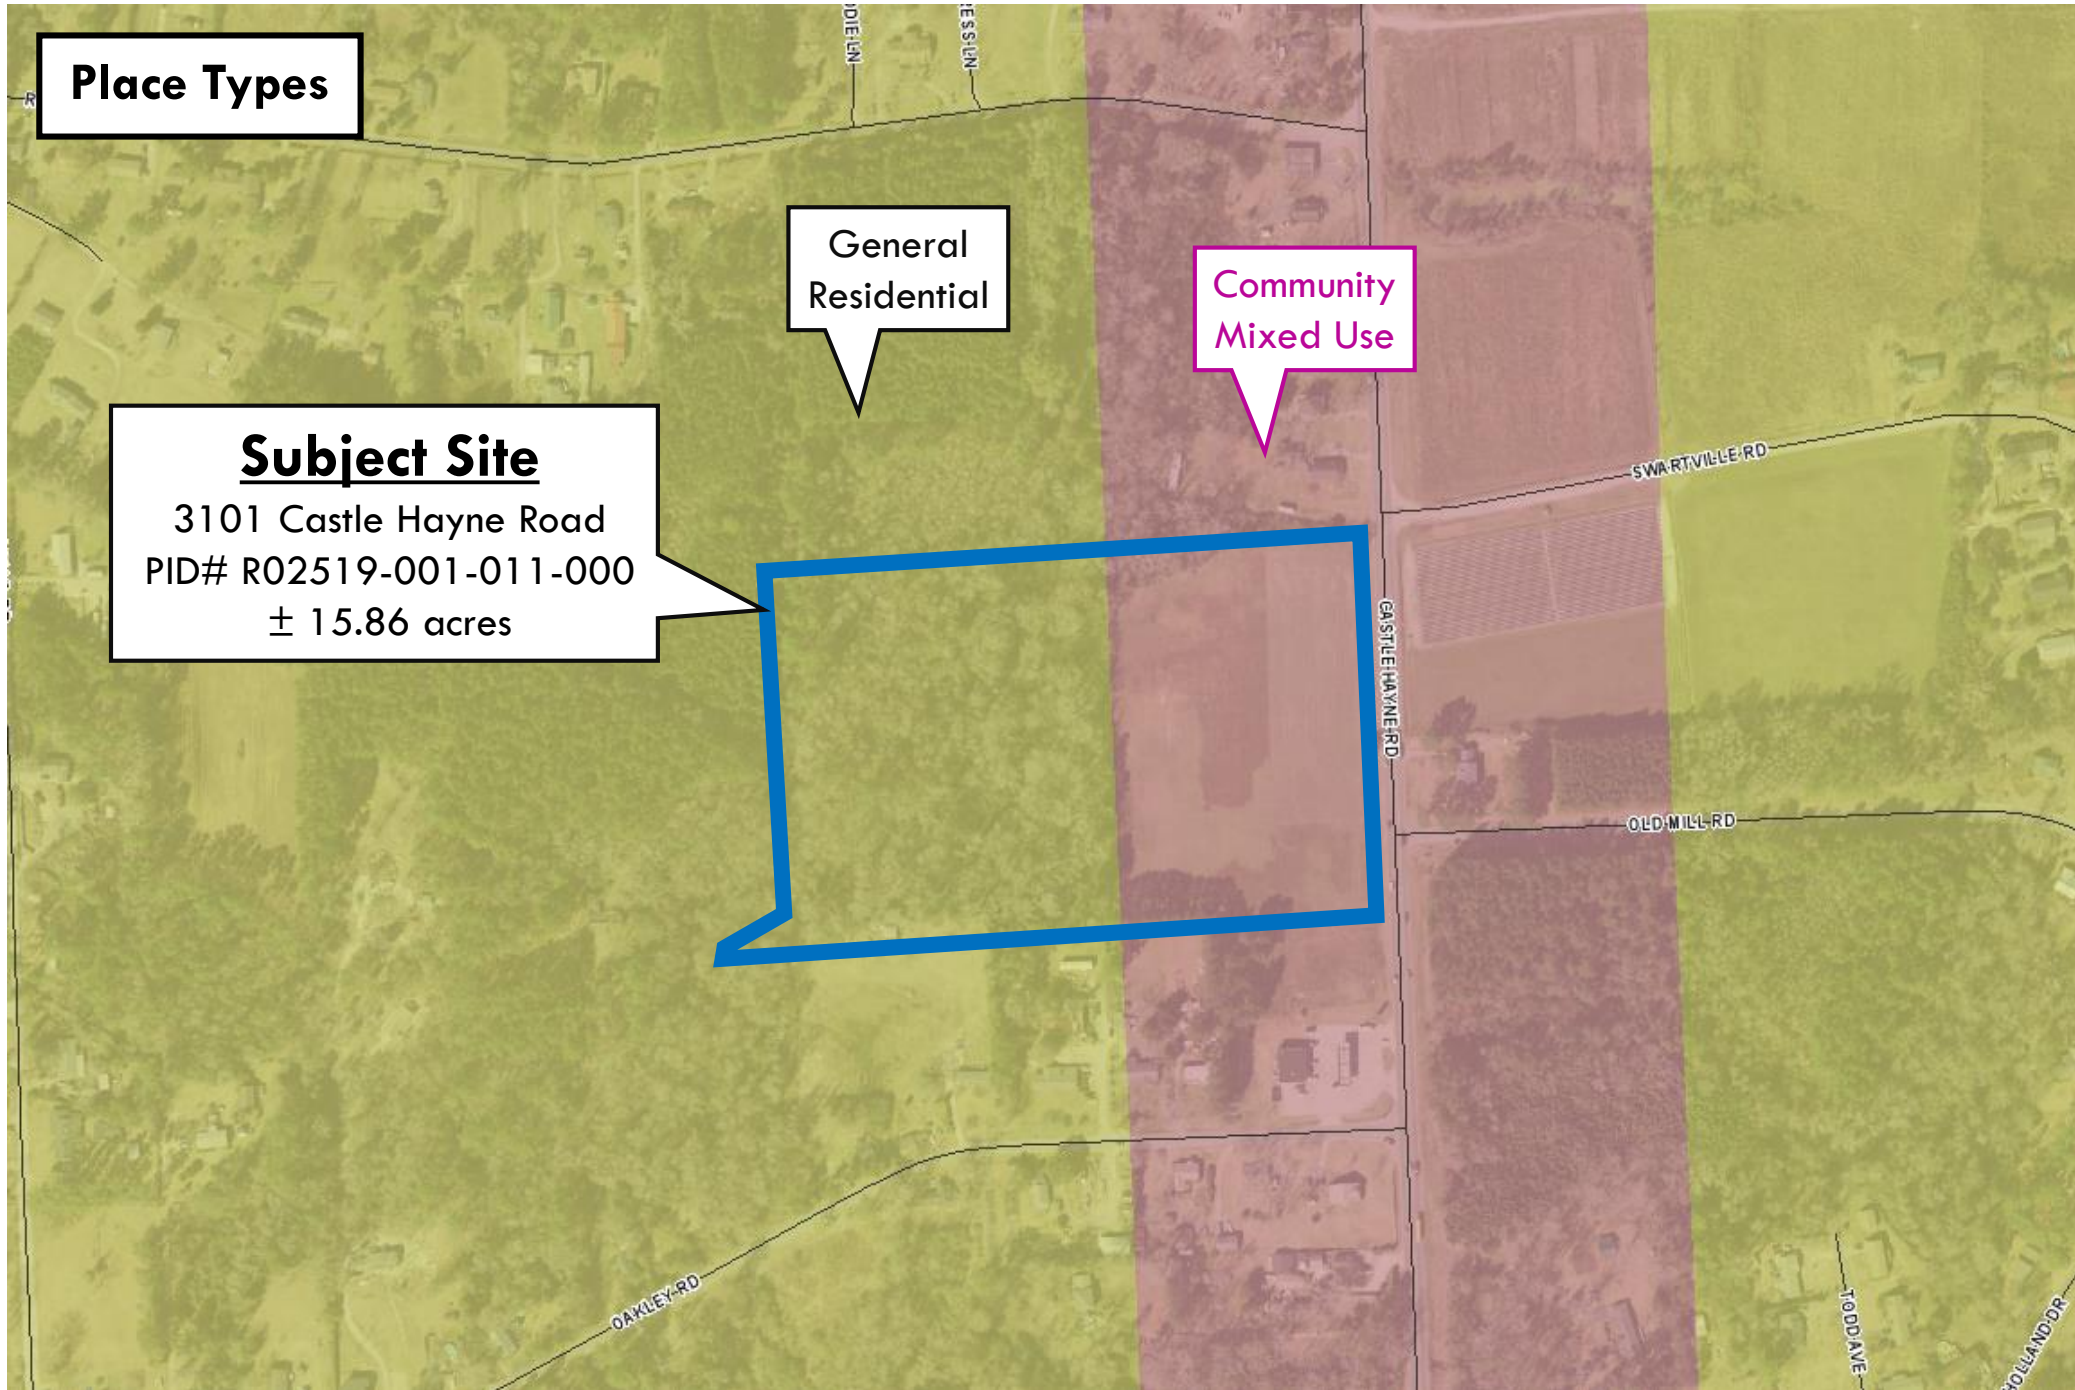 Place Types
General
Residential
Community
Mixed Use
Subject Site
3101 Castle Hayne Road
PID# R02519-001-011-000
± 15.86 acres
SWARTVILLE RD
CASTLE HAYNE RD
OLD MILL RD
OAKLEY RD
TODD AVE
HOLLAND DR